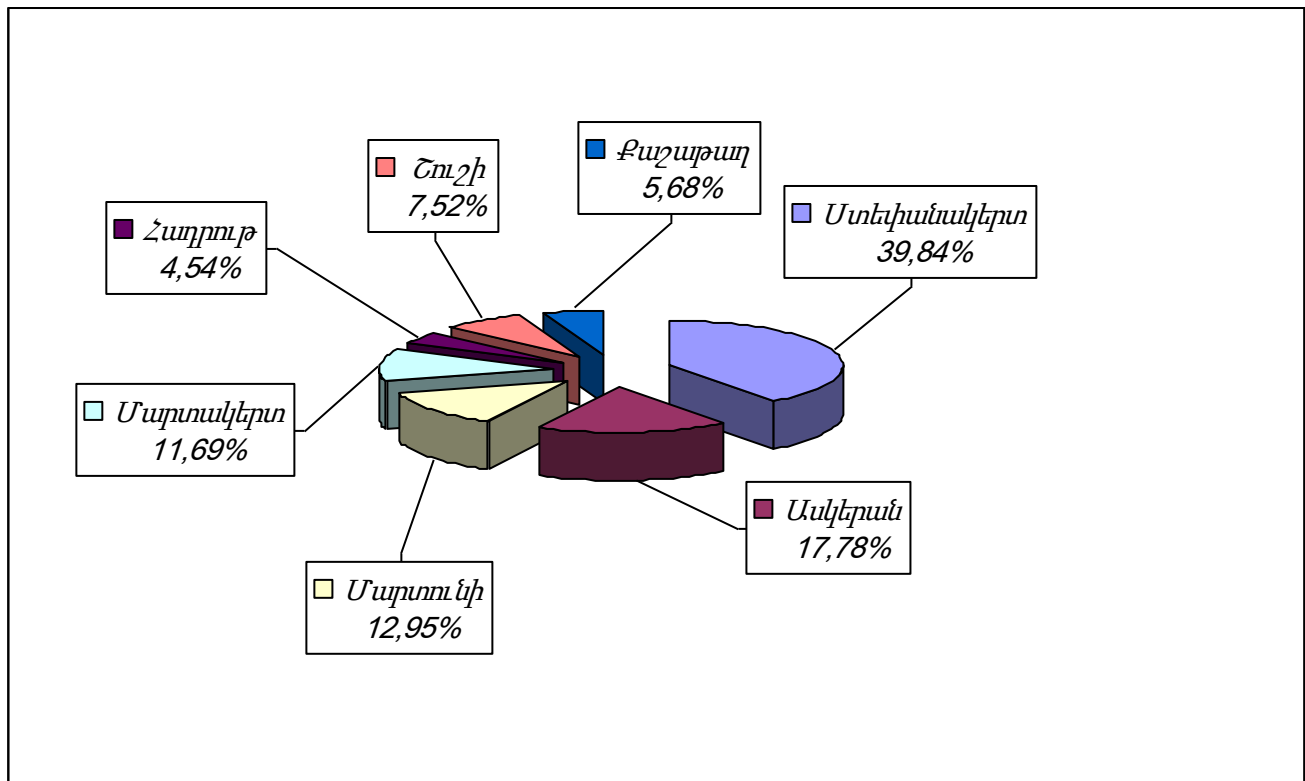 Շուշի
7,52%
Քաշաթաղ
5,68%
Ստեփանակերտ
39,84%
Հադրութ
4,54%
Մարտակերտ
11,69%
Ասկերան
17,78%
Մարտունի
12,95%